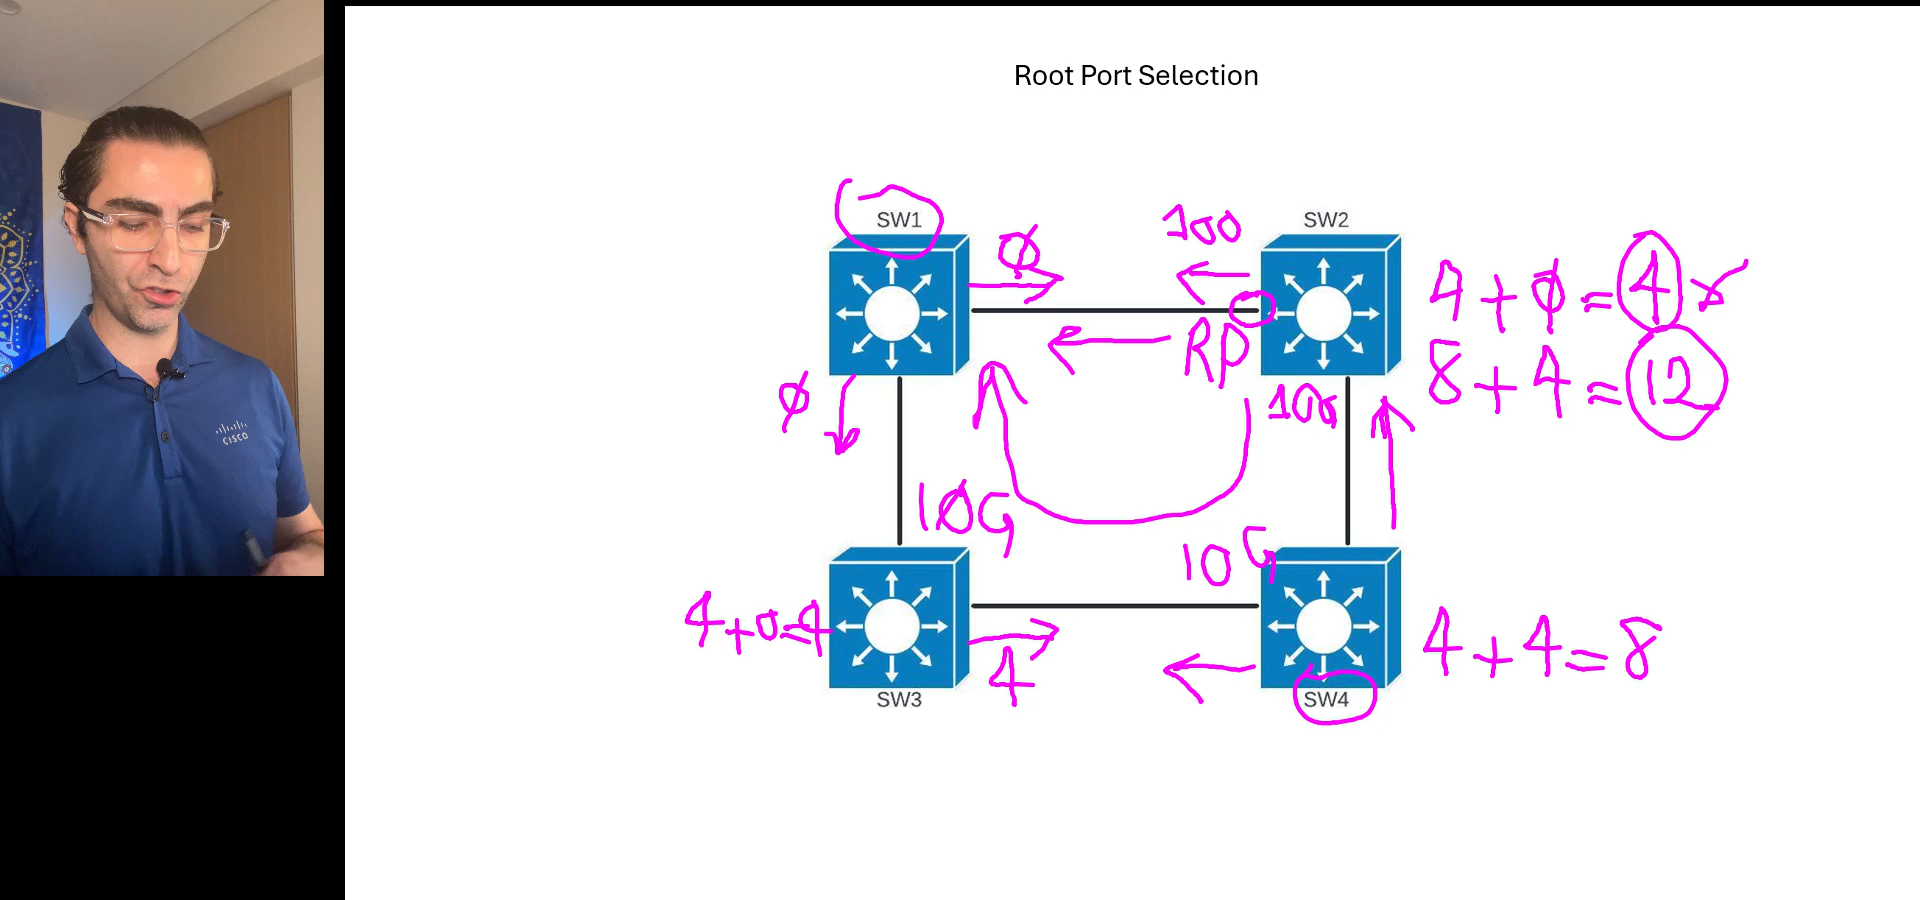 Root Port Selection
SW1
SW2
Ø
100
4 + Ø = 4
RP
8 + 4 = 12
Ø
10G
10G
CISCO
4 + 0 = 4
4
4 + 4 = 8
SW3
SW4